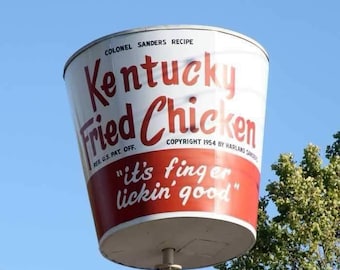 COLONEL SANDERS RECIPE
Kentucky
Fried Chicken
REG. U.S. PAT. OFF. COPYRIGHT 1954 BY HARLAND SANDERS
"it's finger
lickin' good"